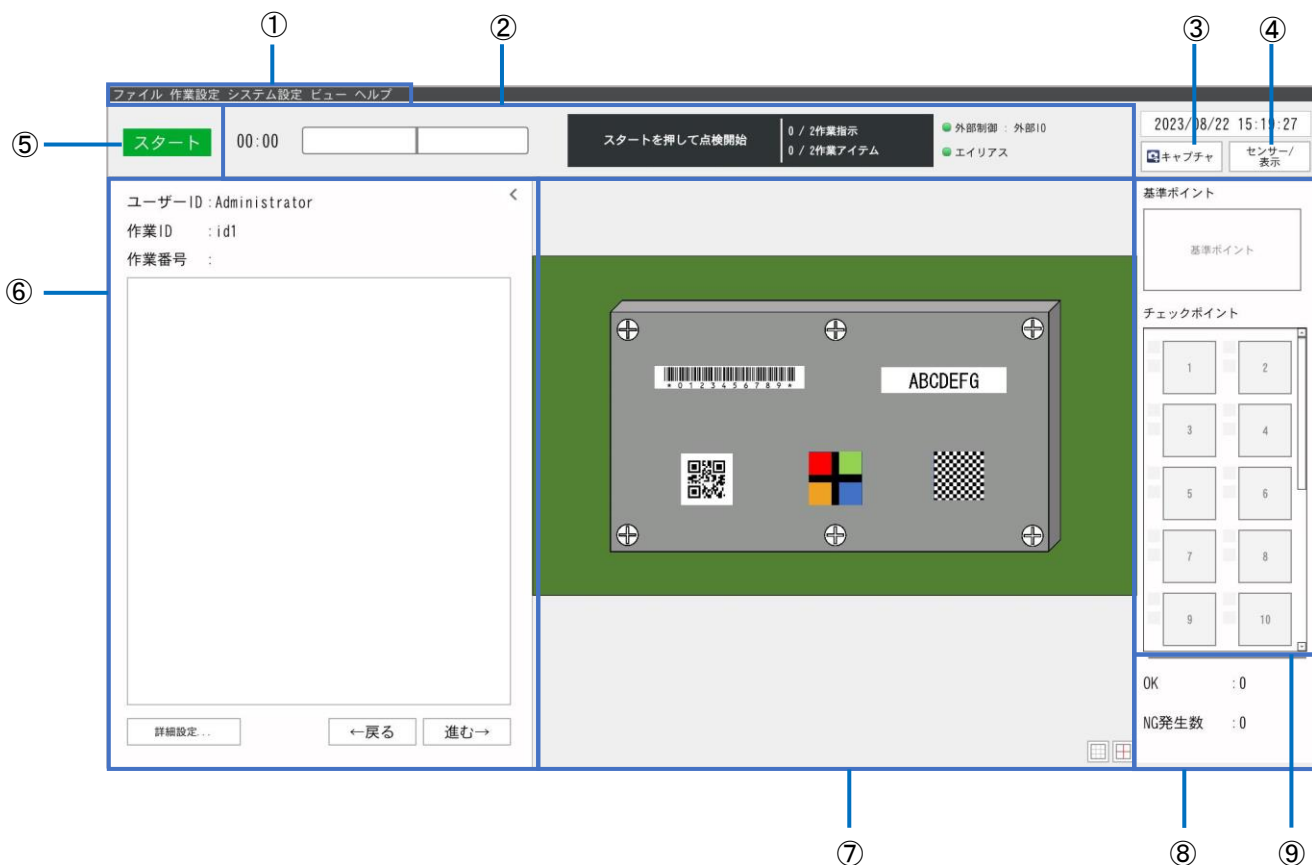 ① ② ③ ④
ファイル 作業設定 システム設定 ビュー ヘルプ
⑤ スタート 00:00
スタートを押して点検開始
0 / 2作業指示
0 / 2作業アイテム
外部制御 : 外部IO
エイリアス
2023/08/22 15:19:27
キャプチャ
センサー/
表示
⑥
ユーザーID:Administrator
<
作業ID :id1
作業番号 :
詳細設定...
←戻る
進む→
*0123456789*
ABCDEFG
基準ポイント
基準ポイント
チェックポイント
1 2
3 4
5 6
7 8
9 10
OK :0
NG発生数 :0
⑦ ⑧ ⑨